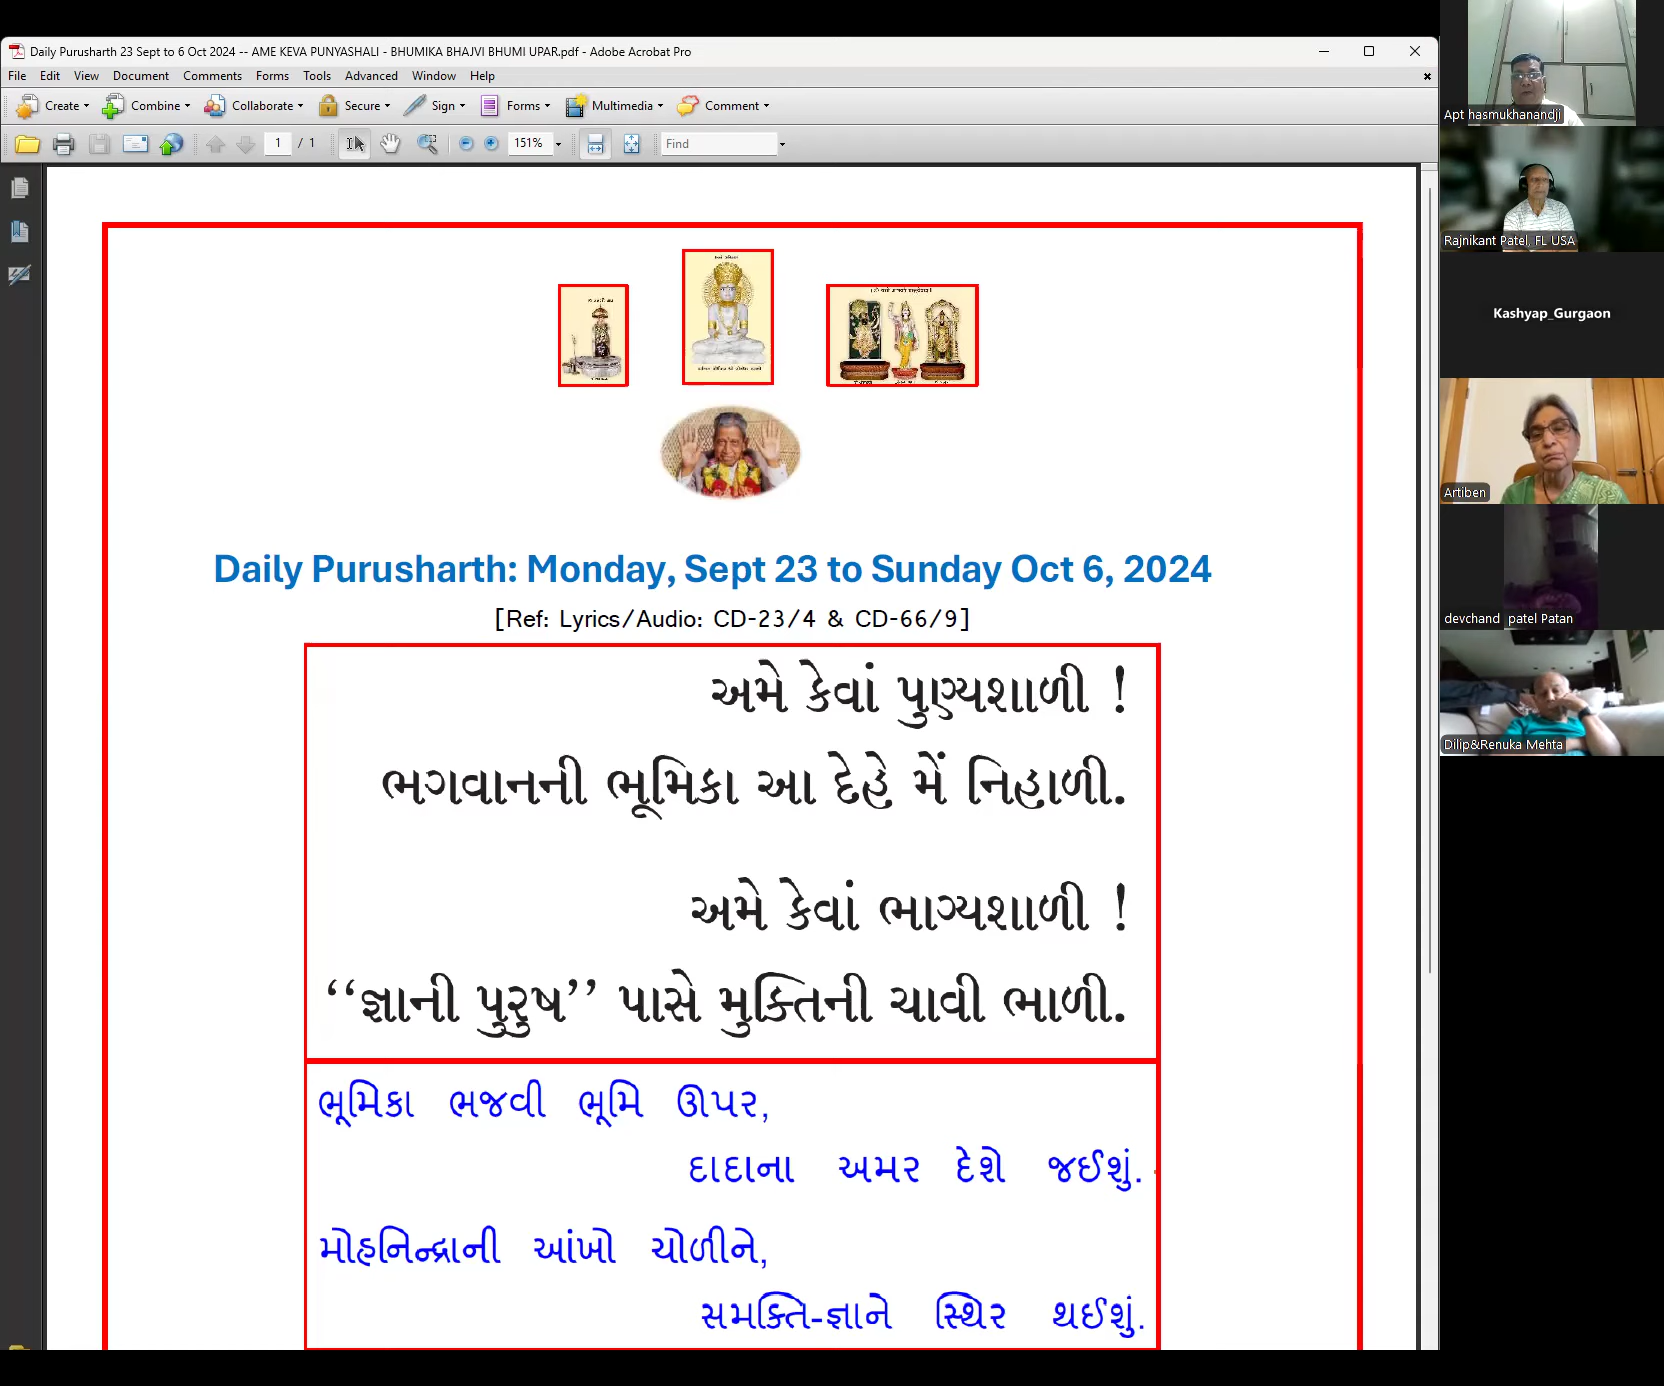 Daily Purusharth 23 Sept to 6 Oct 2024 -- AME KEVA PUNYASHALI - BHUMIKA BHAJVI BHUMI UPAR.pdf - Adobe Acrobat Pro
File Edit View Document Comments Forms Tools Advanced Window Help
Create Combine Collaborate Secure Sign Forms Multimedia Comment
1 / 1 151% Find
Daily Purusharth: Monday, Sept 23 to Sunday Oct 6, 2024
[Ref: Lyrics/Audio: CD-23/4 & CD-66/9]
અમે કેવાં પુણ્યશાળી !
ભગવાનની ભૂમિકા આ દેહે મેં નિહાળી.
અમે કેવાં ભાગ્યશાળી !
‘‘જ્ઞાની પુરુષ’’ પાસે મુક્તિની ચાવી ભાળી.
ભૂમિકા ભજવી ભૂમિ ઊપર,
દાદાના અમર દેશે જઈશું.
મોહનિન્દ્રાની આંખો ચોળીને,
સમક્તિ-જ્ઞાને સ્થિર થઈશું.
Apt hasmukhanandji
Rajnikant Patel, FL USA
Kashyap_Gurgaon
Artiben
devchand patel Patan
Dilip&Renuka Mehta